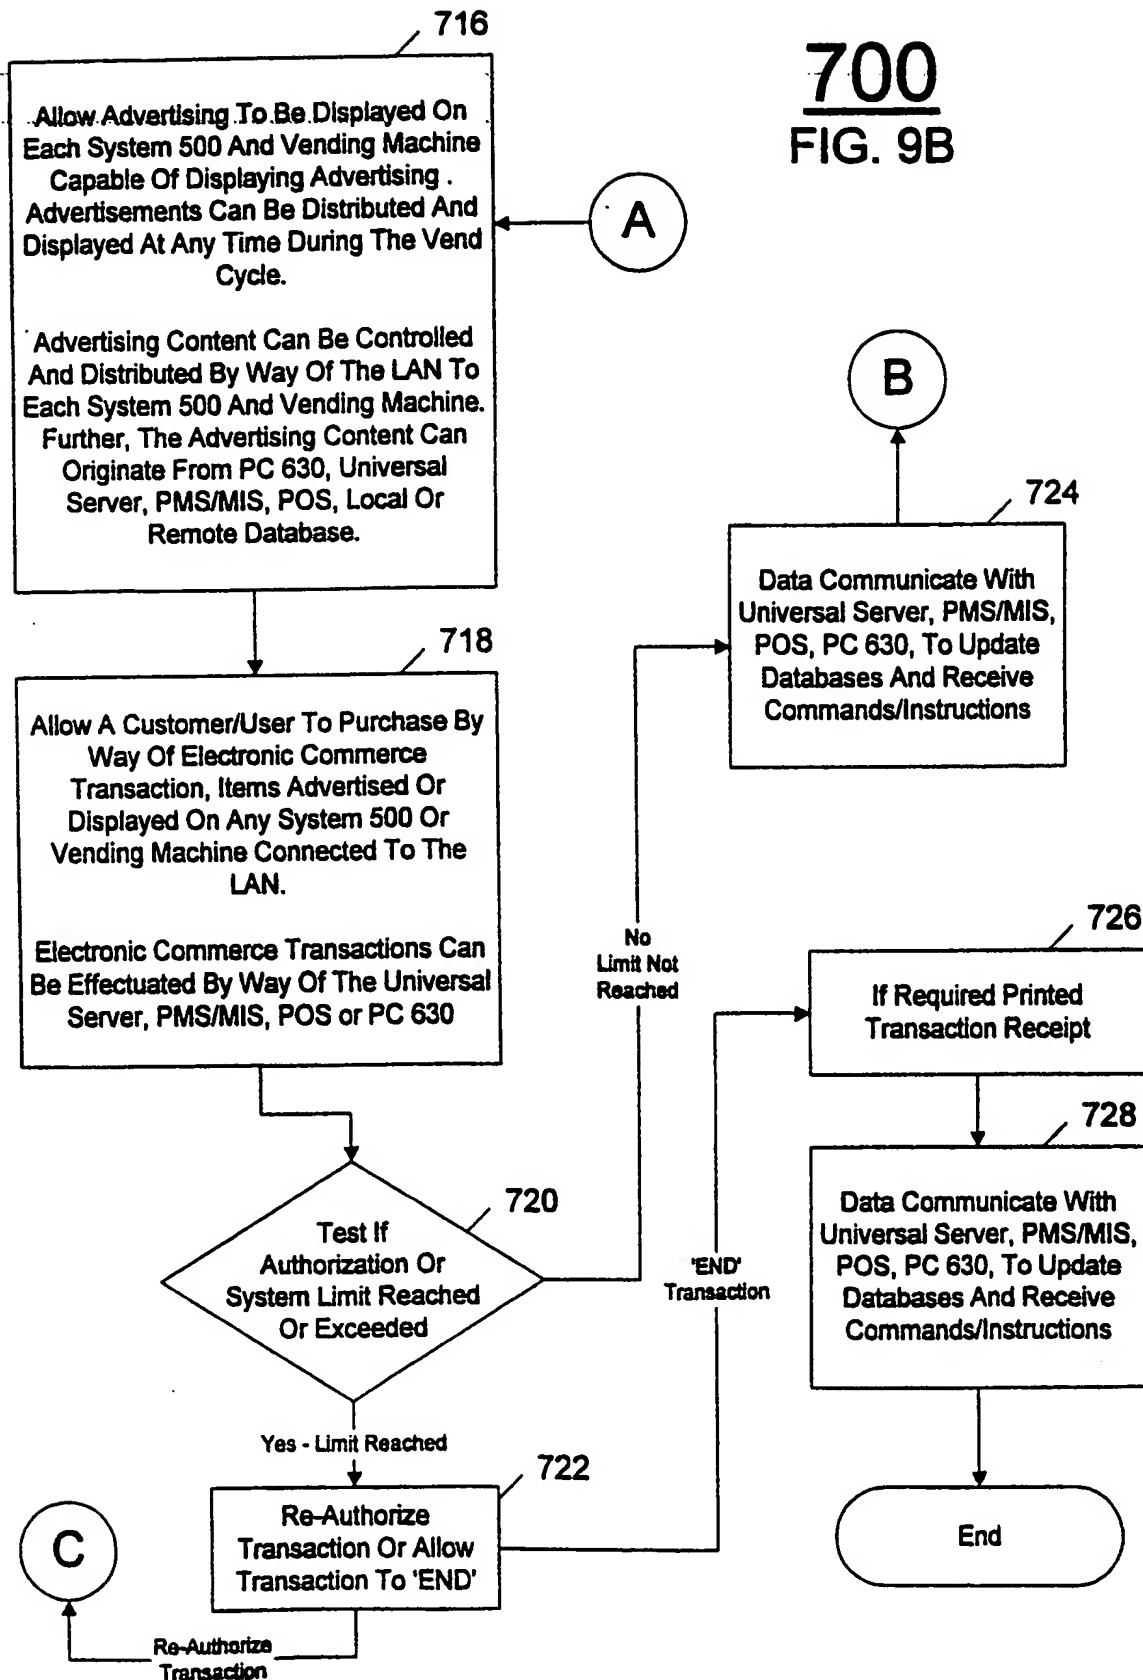 716
700
FIG. 9B
Allow Advertising To Be Displayed On
Each System 500 And Vending Machine
Capable Of Displaying Advertising .
Advertisements Can Be Distributed And
Displayed At Any Time During The Vend
Cycle.
Advertising Content Can Be Controlled
And Distributed By Way Of The LAN To
Each System 500 And Vending Machine.
Further, The Advertising Content Can
Originate From PC 630, Universal
Server, PMS/MIS, POS, Local Or
Remote Database.
A
B
724
Data Communicate With
Universal Server, PMS/MIS,
POS, PC 630, To Update
Databases And Receive
Commands/Instructions
718
Allow A Customer/User To Purchase By
Way Of Electronic Commerce
Transaction, Items Advertised Or
Displayed On Any System 500 Or
Vending Machine Connected To The
LAN.
Electronic Commerce Transactions Can
Be Effectuated By Way Of The Universal
Server, PMS/MIS, POS or PC 630
No
Limit Not
Reached
726
If Required Printed
Transaction Receipt
728
Data Communicate With
Universal Server, PMS/MIS,
POS, PC 630, To Update
Databases And Receive
Commands/Instructions
720
Test If
Authorization Or
System Limit Reached
Or Exceeded
'END'
Transaction
Yes - Limit Reached
722
Re-Authorize
Transaction Or Allow
Transaction To 'END'
C
Re-Authorize
Transaction
End